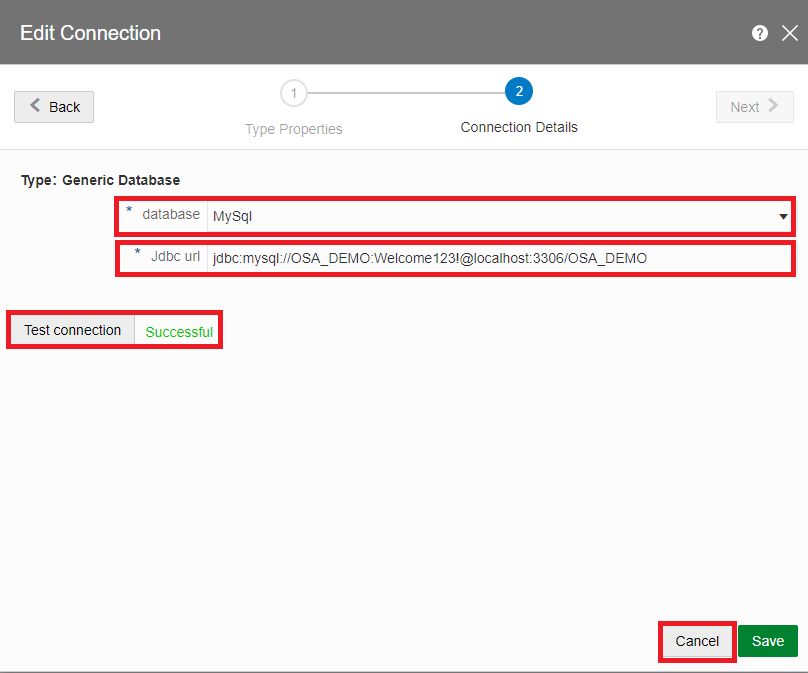 Edit Connection
?
Back
1
2
Next
Type Properties
Connection Details
Type: Generic Database
* database MySql
* Jdbc url jdbc:mysql://OSA_DEMO:Welcome123!@localhost:3306/OSA_DEMO
Test connection Successful
Cancel Save